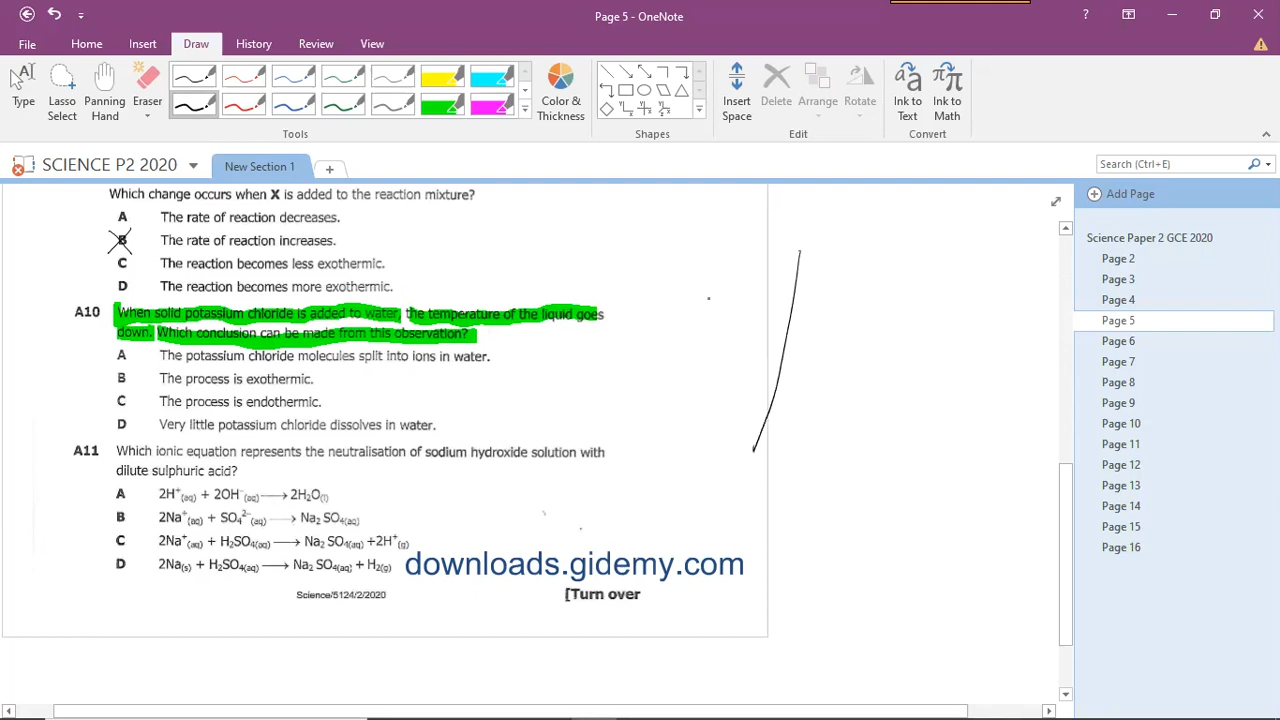 Page 5 - OneNote
?
File Home Insert Draw History Review View
Type
Lasso Select
Panning Hand
Eraser
Color & Thickness
Insert Space
Delete
Arrange
Rotate
Ink to Text
Ink to Math
Tools
Shapes
Edit
Convert
SCIENCE P2 2020
New Section 1
Search (Ctrl+E)
Which change occurs when X is added to the reaction mixture?
A The rate of reaction decreases.
B The rate of reaction increases.
C The reaction becomes less exothermic.
D The reaction becomes more exothermic.
A10 When solid potassium chloride is added to water, the temperature of the liquid goes
down. Which conclusion can be made from this observation?
A The potassium chloride molecules split into ions in water.
B The process is exothermic.
C The process is endothermic.
D Very little potassium chloride dissolves in water.
A11 Which ionic equation represents the neutralisation of sodium hydroxide solution with
dilute sulphuric acid?
A 2H⁺(aq) + 2OH⁻(aq) ⟶ 2H₂O(l)
B 2Na⁺(aq) + SO₄²⁻(aq) ⟶ Na₂ SO₄(aq)
C 2Na⁺(aq) + H₂SO₄(aq) ⟶ Na₂ SO₄(aq) +2H⁺(g)
D 2Na(s) + H₂SO₄(aq) ⟶ Na₂ SO₄(aq) + H₂(g)
downloads.gidemy.com
Science/5124/2/2020
[Turn over
Add Page
Science Paper 2 GCE 2020
Page 2
Page 3
Page 4
Page 5
Page 6
Page 7
Page 8
Page 9
Page 10
Page 11
Page 12
Page 13
Page 14
Page 15
Page 16